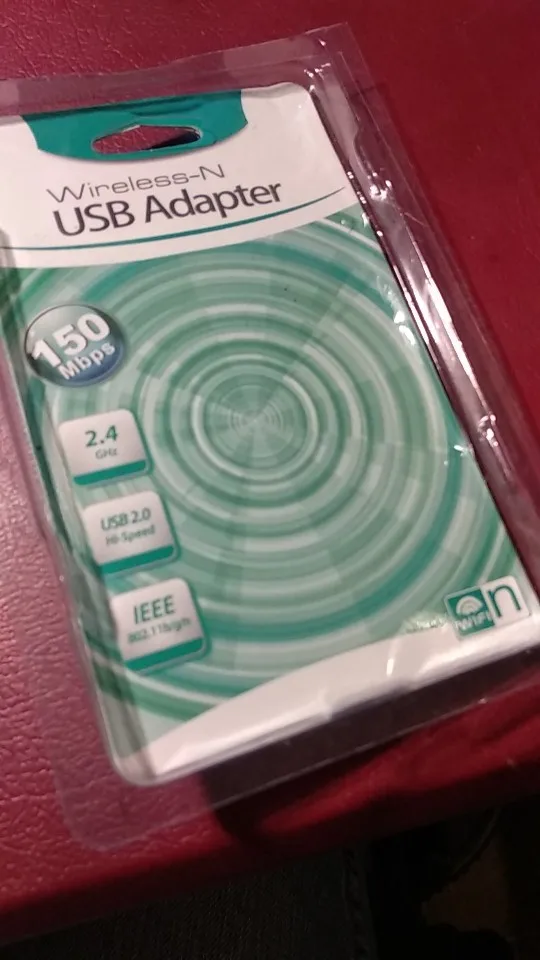 Wireless-N
USB Adapter
150
Mbps
2.4
GHz
USB 2.0
Hi-Speed
IEEE
802.11b/g/n
WiFi n